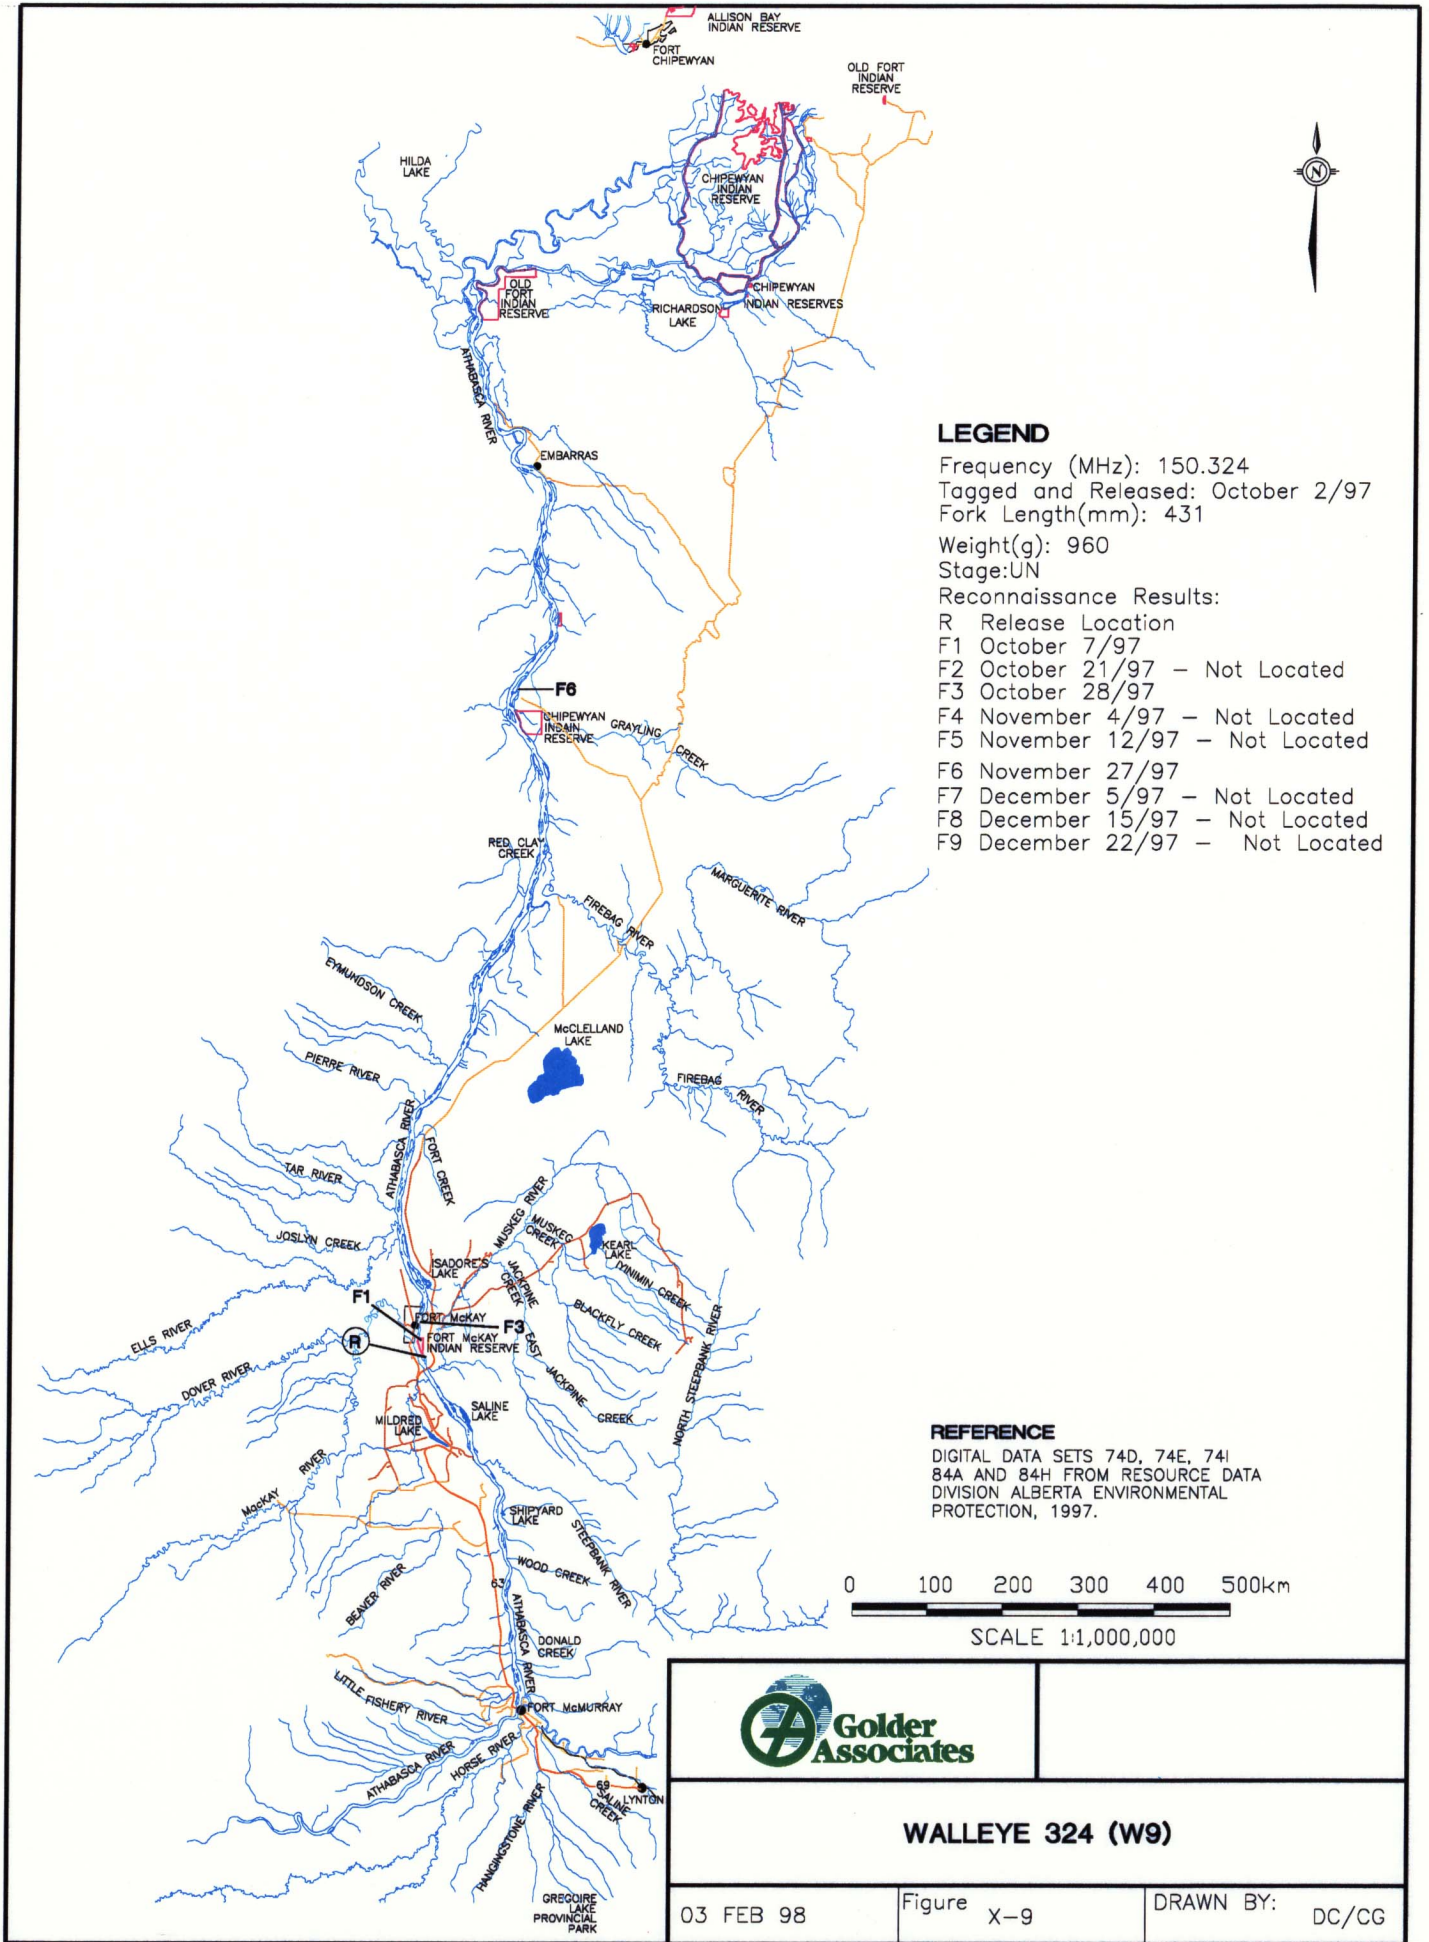 ALLISON BAY
INDIAN RESERVE
FORT
CHIPEWYAN
OLD FORT
INDIAN
RESERVE
HILDA
LAKE
CHIPEWYAN
INDIAN
RESERVE
OLD
FORT
INDIAN
RESERVE
CHIPEWYAN
INDIAN RESERVES
RICHARDSON
LAKE
N
ATHABASCA RIVER
EMBARRAS
LEGEND
Frequency (MHz): 150.324
Tagged and Released: October 2/97
Fork Length(mm): 431
Weight(g): 960
Stage:UN
Reconnaissance Results:
R Release Location
F1 October 7/97
F2 October 21/97 – Not Located
F3 October 28/97
F4 November 4/97 – Not Located
F5 November 12/97 – Not Located
F6 November 27/97
F7 December 5/97 – Not Located
F8 December 15/97 – Not Located
F9 December 22/97 – Not Located
F6
CHIPEWYAN
INDAIN
RESERVE
GRAYLING
CREEK
RED CLAY
CREEK
MARGUERITE RIVER
FIREBAG RIVER
EYMUNDSON CREEK
McCLELLAND
LAKE
PIERRE RIVER
FIREBAG
RIVER
ATHABASCA RIVER
FORT CREEK
TAR RIVER
MUSKEG RIVER
MUSKEG
CREEK
JOSLYN CREEK
KEARL
LAKE
ISADORE'S
LAKE
JACKPINE
CREEK
IYINIMIN CREEK
F1
BLACKFLY CREEK
FORT McKAY
F3
ELLS RIVER
R
FORT McKAY
INDIAN RESERVE
EAST
JACKPINE
CREEK
NORTH STEEPBANK RIVER
DOVER RIVER
SALINE
LAKE
MILDRED
LAKE
MacKAY
RIVER
SHIPYARD
LAKE
STEEPBANK RIVER
WOOD CREEK
63
BEAVER RIVER
ATHABASCA RIVER
DONALD
CREEK
LITTLE FISHERY RIVER
FORT McMURRAY
ATHABASCA RIVER
HORSE RIVER
69
SALINE
CREEK
LYNTON
HANGINGSTONE RIVER
GREGOIRE
LAKE
PROVINCIAL
PARK
REFERENCE
DIGITAL DATA SETS 74D, 74E, 74I
84A AND 84H FROM RESOURCE DATA
DIVISION ALBERTA ENVIRONMENTAL
PROTECTION, 1997.
0 100 200 300 400 500km
SCALE 1:1,000,000
Golder
Associates
WALLEYE 324 (W9)
03 FEB 98
Figure
X–9
DRAWN BY:
DC/CG